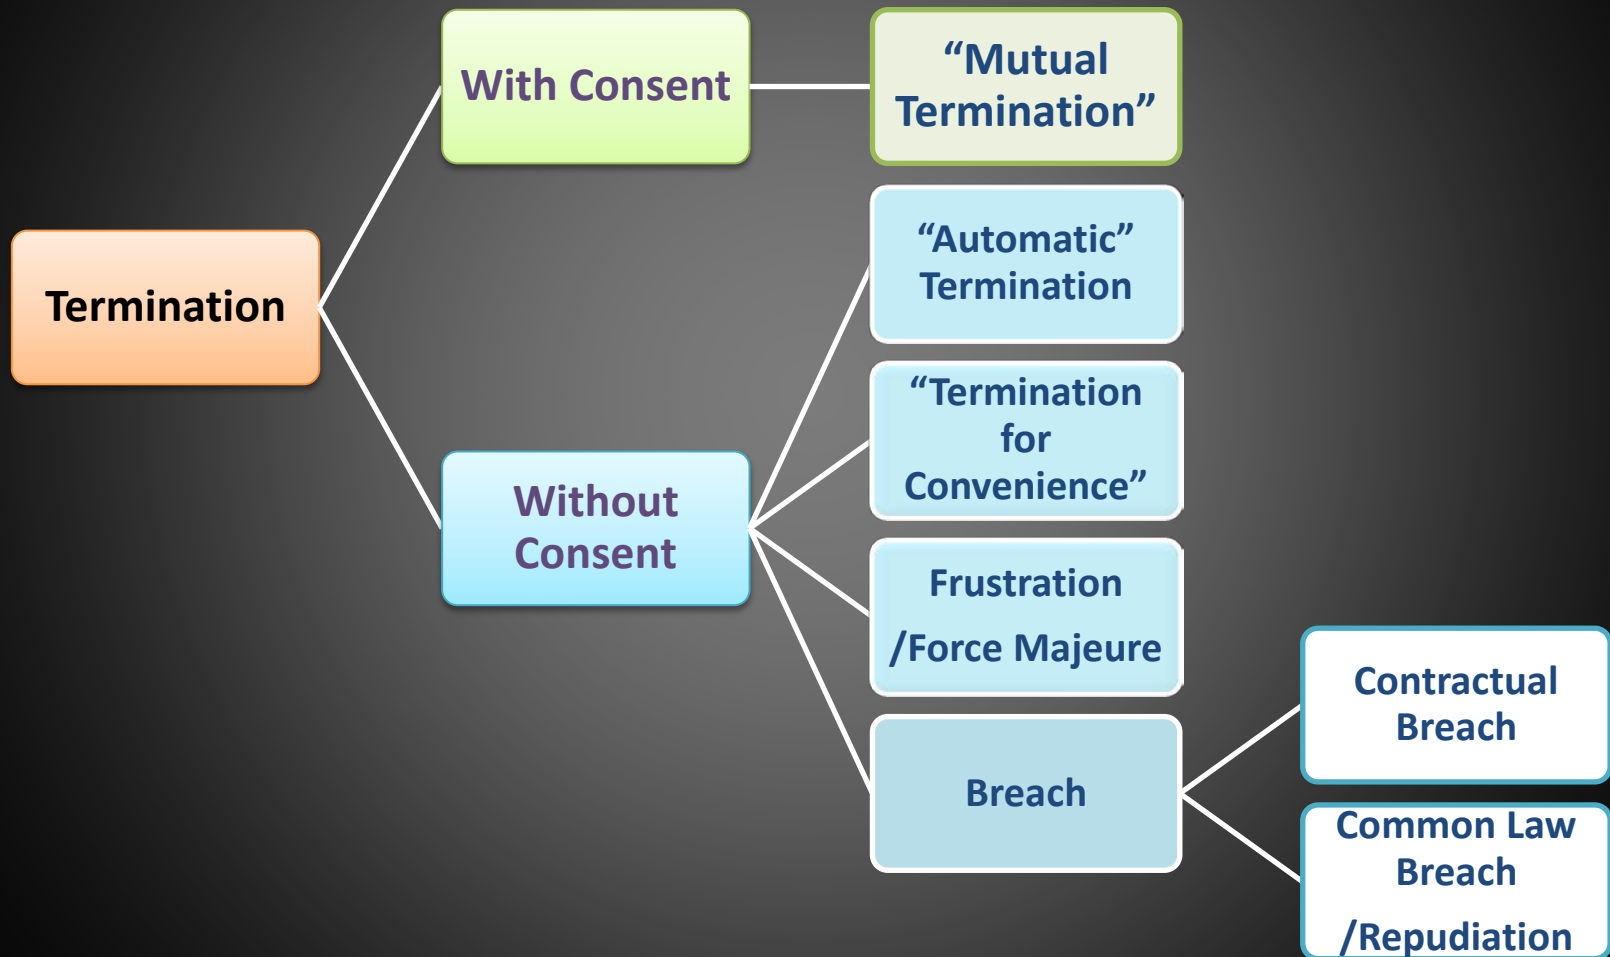 Termination
With Consent
“Mutual
Termination”
Without
Consent
“Automatic”
Termination
“Termination
for
Convenience”
Frustration
/Force Majeure
Breach
Contractual
Breach
Common Law
Breach
/Repudiation